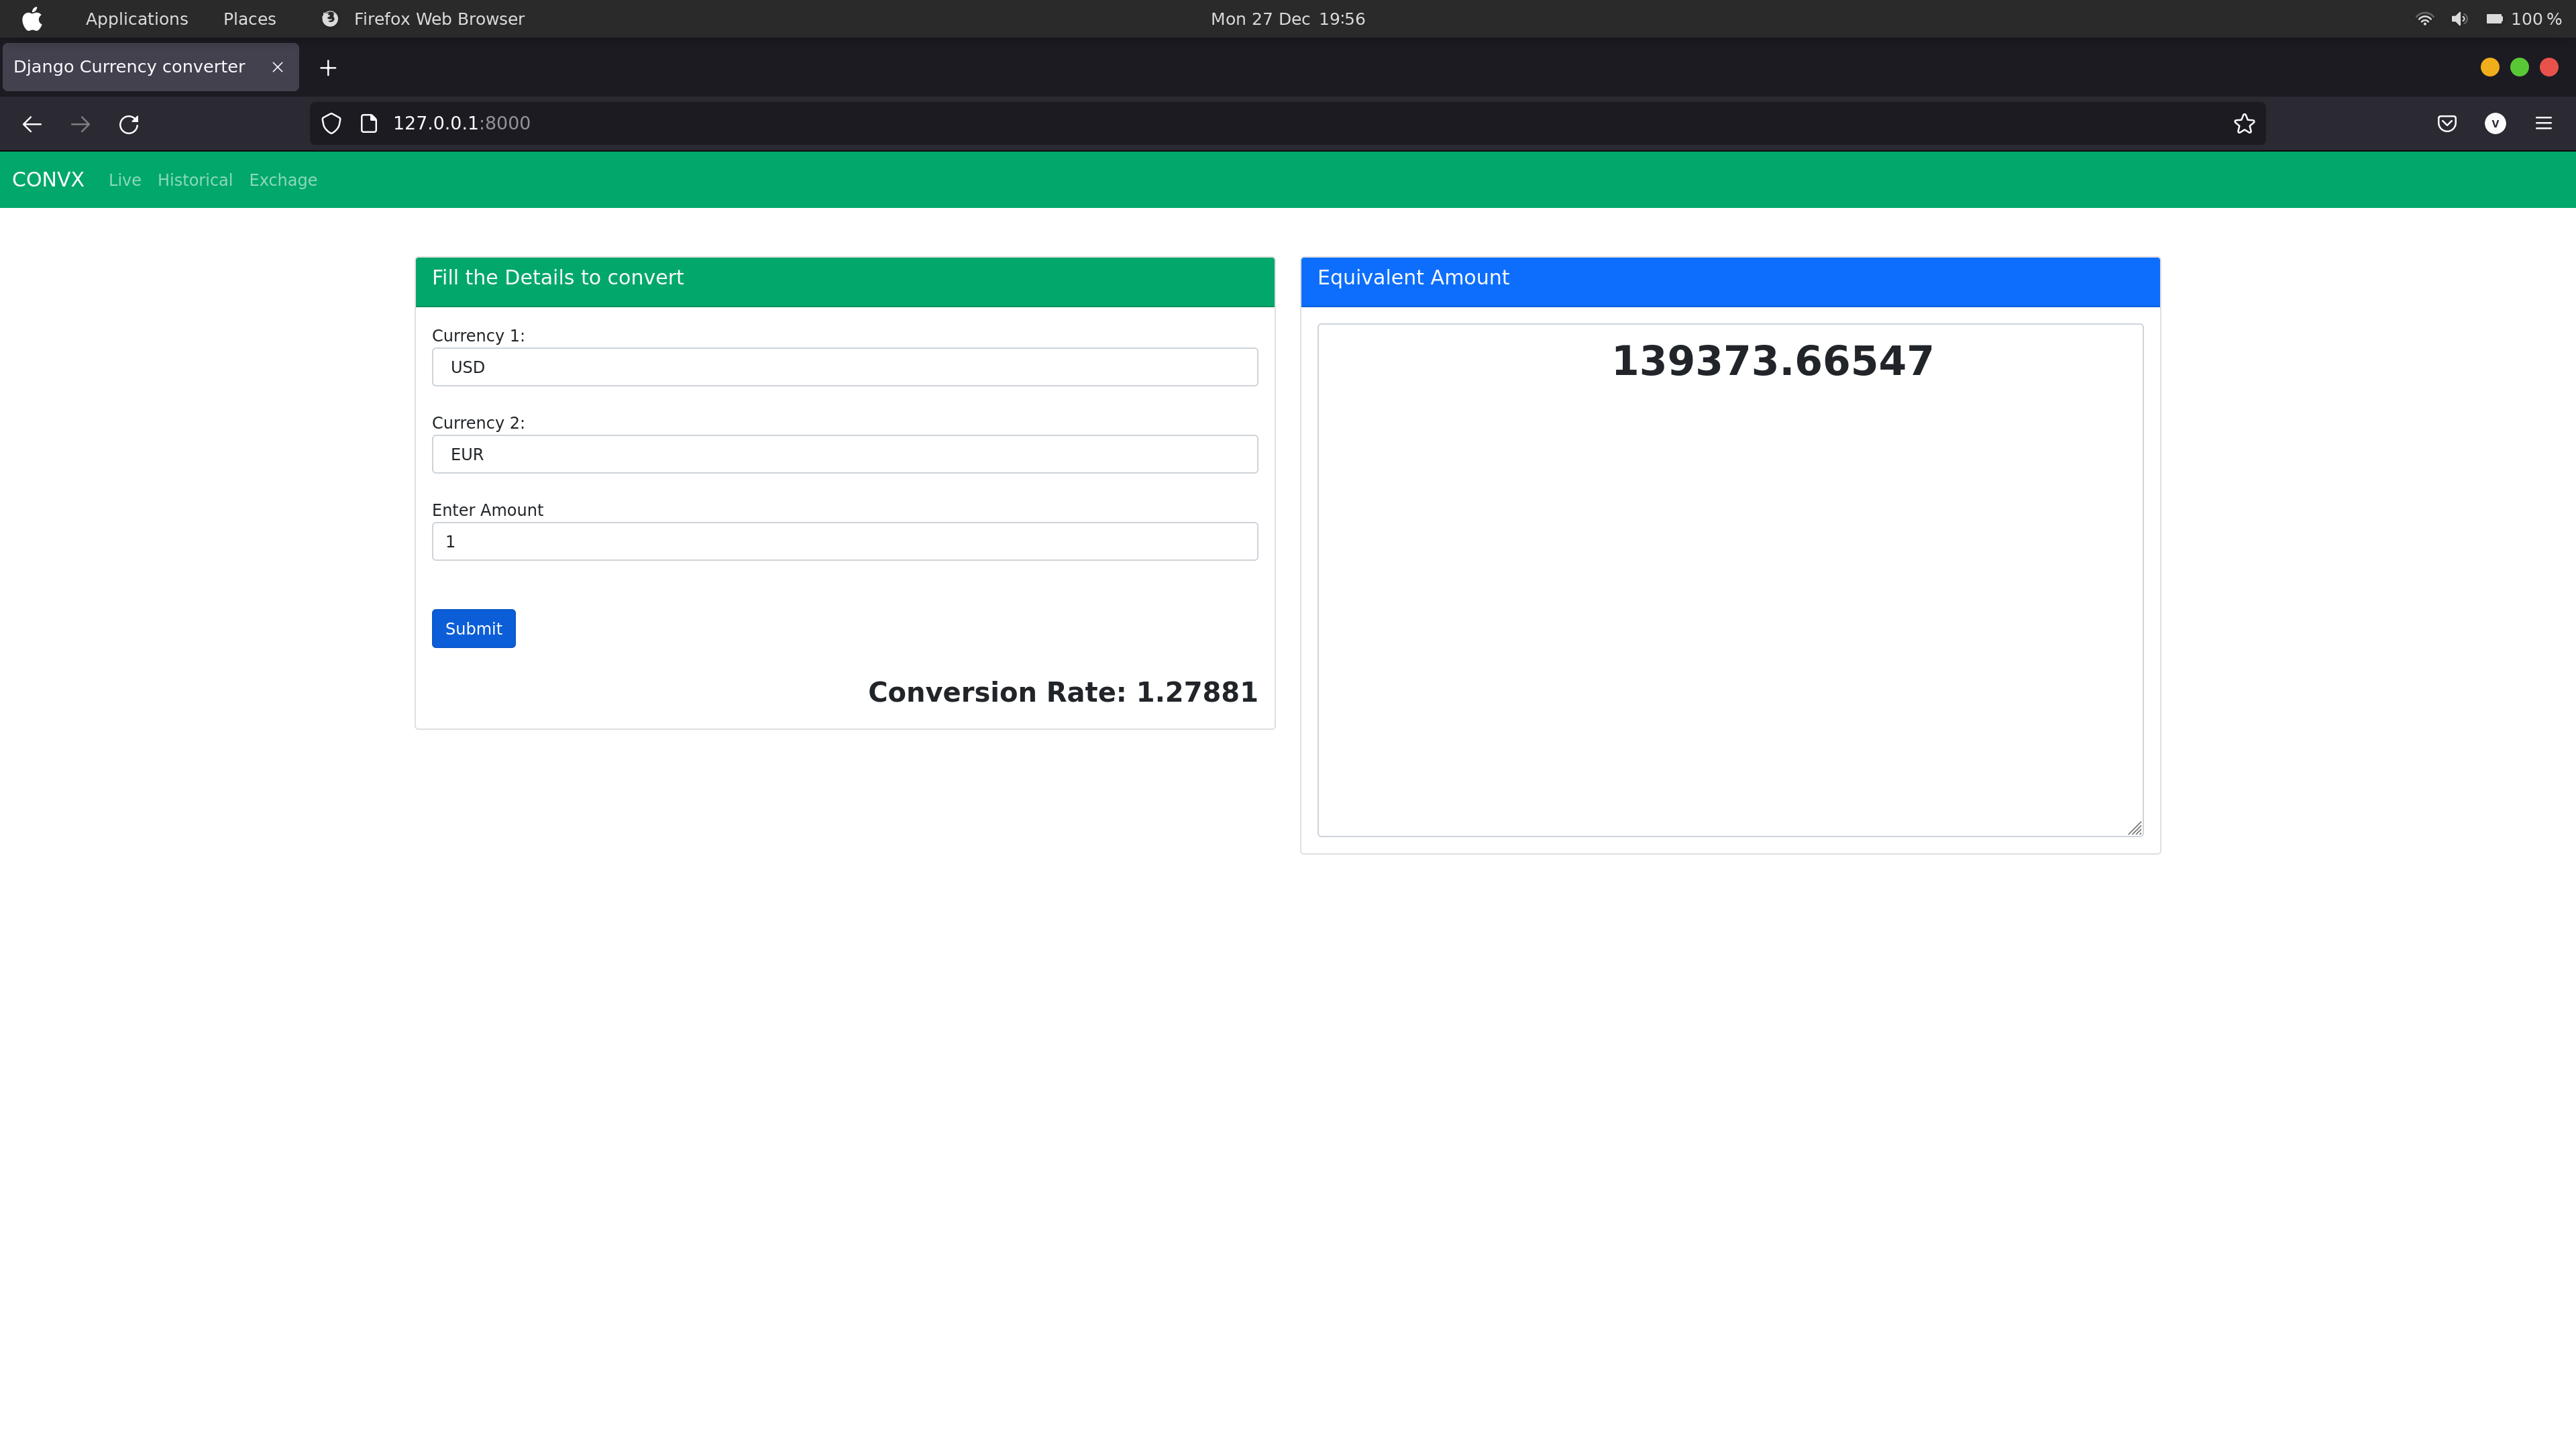 Applications Places Firefox Web Browser Mon 27 Dec 19:56 100 %
Django Currency converter
127.0.0.1:8000
V
CONVX Live Historical Exchage
Fill the Details to convert
Currency 1:
USD
Currency 2:
EUR
Enter Amount
1
Submit
Conversion Rate: 1.27881
Equivalent Amount
139373.66547